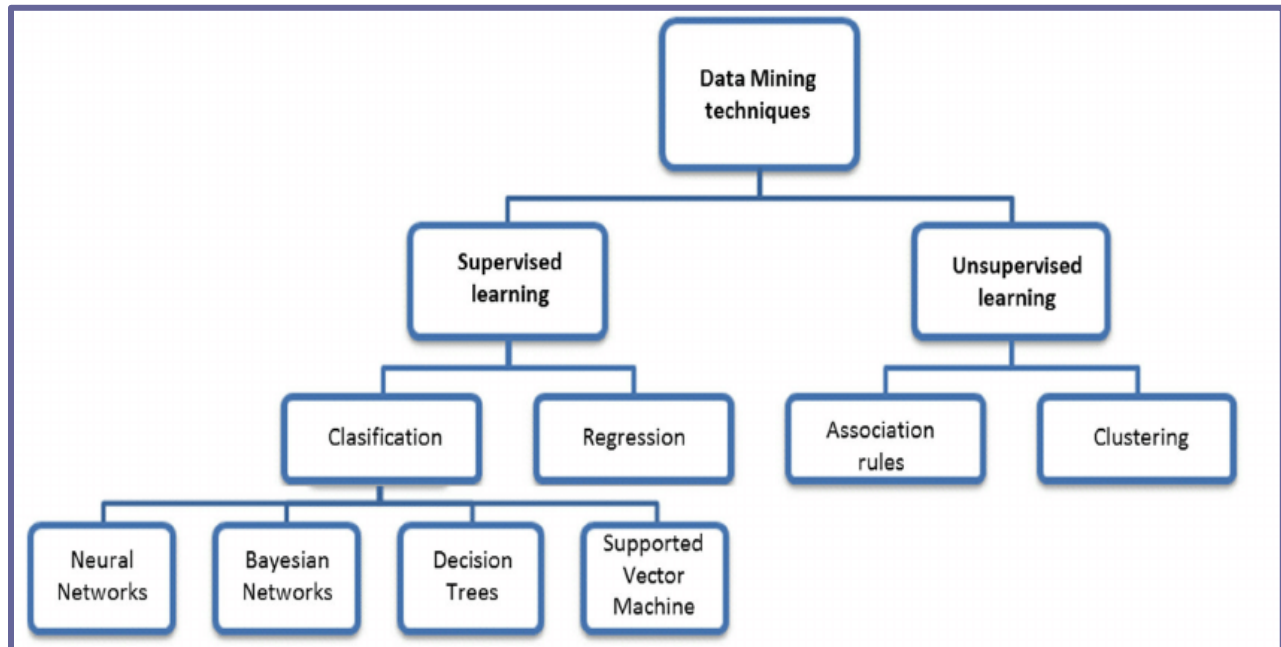 Data Mining
techniques
Supervised
learning
Unsupervised
learning
Clasification
Regression
Association
rules
Clustering
Neural
Networks
Bayesian
Networks
Decision
Trees
Supported
Vector
Machine